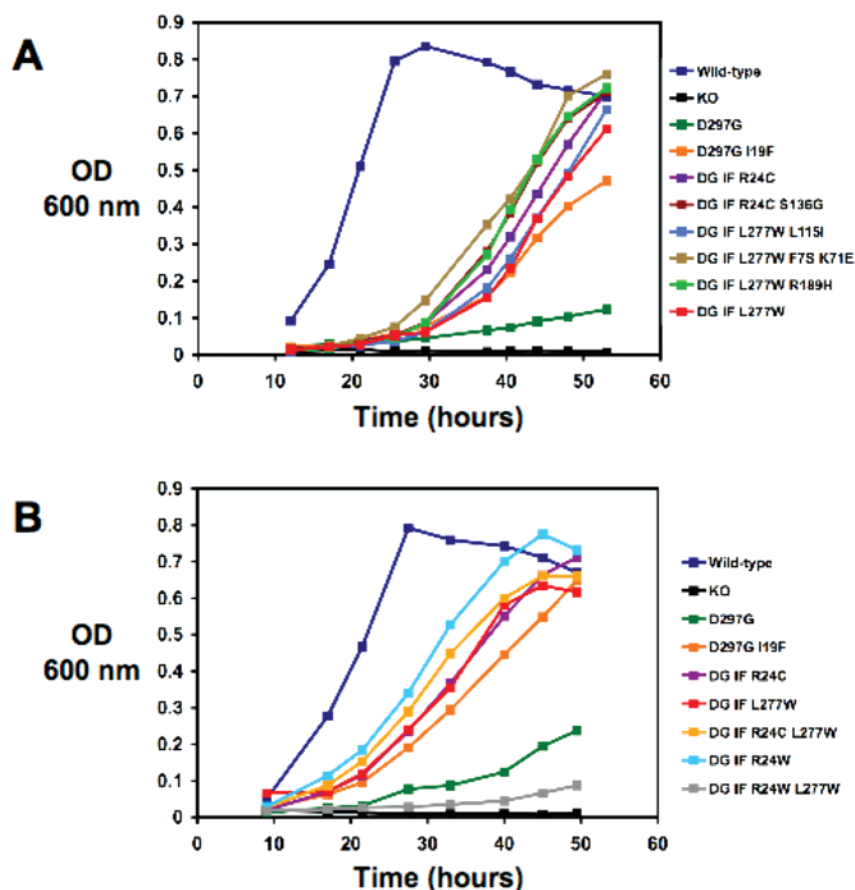 A
OD
600 nm
0.9
0.8
0.7
0.6
0.5
0.4
0.3
0.2
0.1
0
0 10 20 30 40 50 60
Time (hours)
Wild-type
KO
D297G
D297G I19F
DG IF R24C
DG IF R24C S136G
DG IF L277W L115I
DG IF L277W F7S K71E
DG IF L277W R189H
DG IF L277W
B
OD
600 nm
0.9
0.8
0.7
0.6
0.5
0.4
0.3
0.2
0.1
0
0 10 20 30 40 50 60
Time (hours)
Wild-type
KO
D297G
D297G I19F
DG IF R24C
DG IF L277W
DG IF R24C L277W
DG IF R24W
DG IF R24W L277W